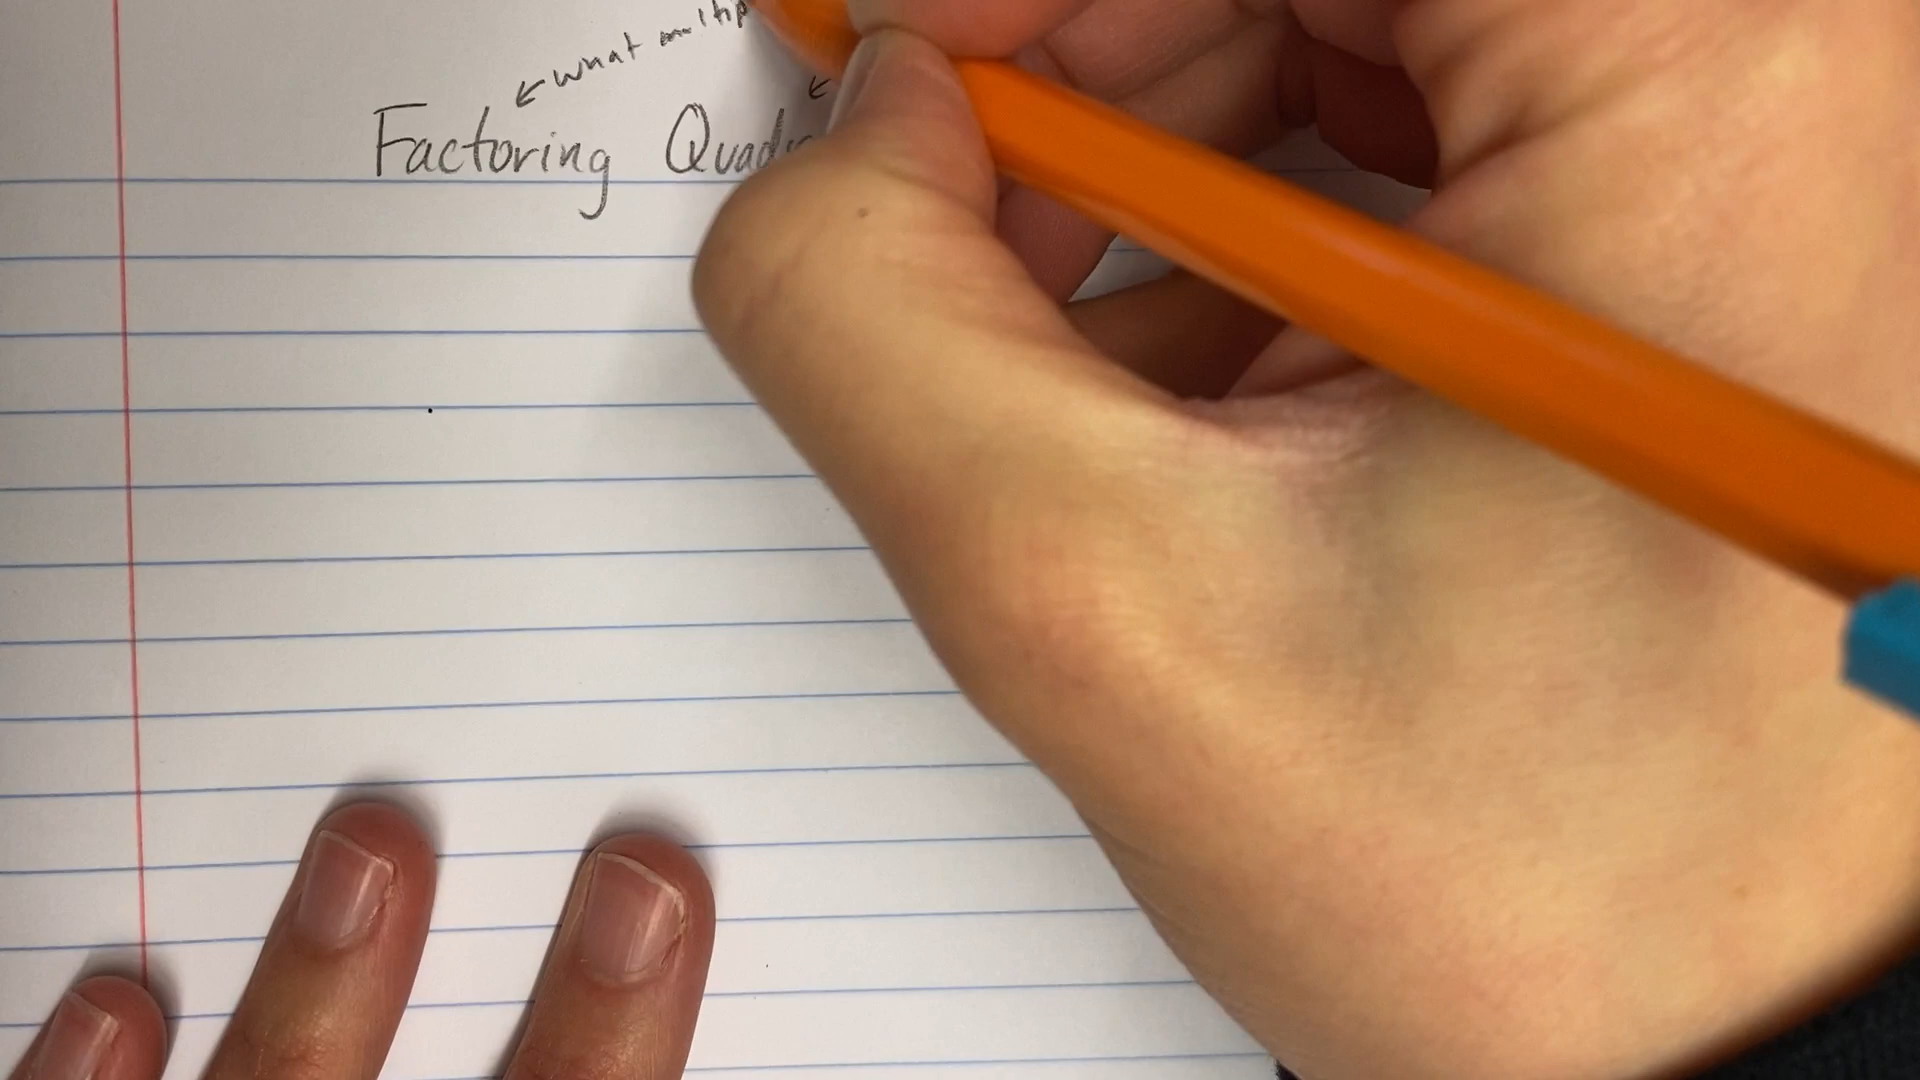 ← what multip
Factoring Quad